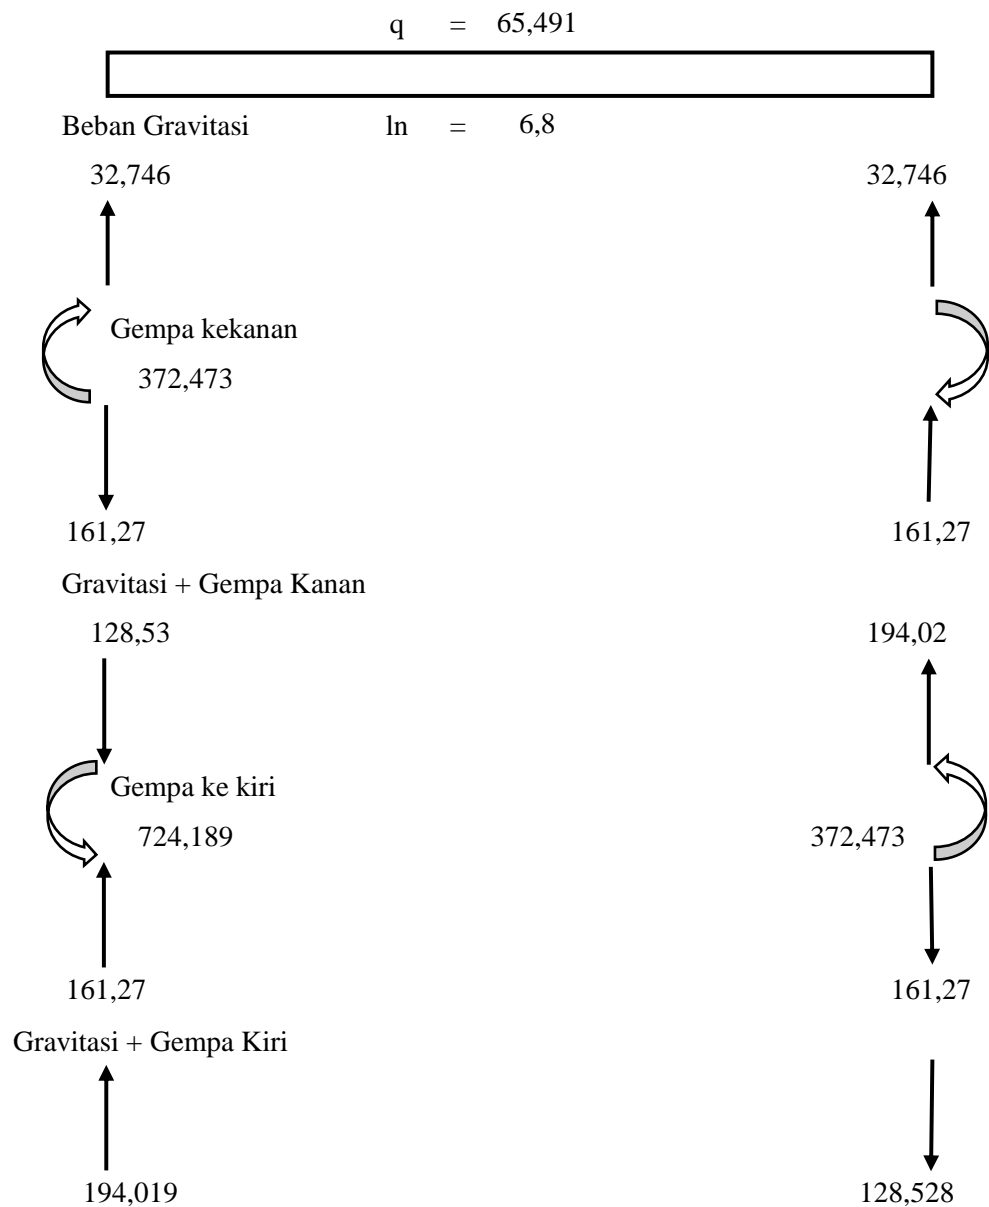 q = 65,491
Beban Gravitasi ln = 6,8
32,746 32,746
Gempa kekanan
372,473
161,27 161,27
Gravitasi + Gempa Kanan
128,53 194,02
Gempa ke kiri
724,189 372,473
161,27 161,27
Gravitasi + Gempa Kiri
194,019 128,528